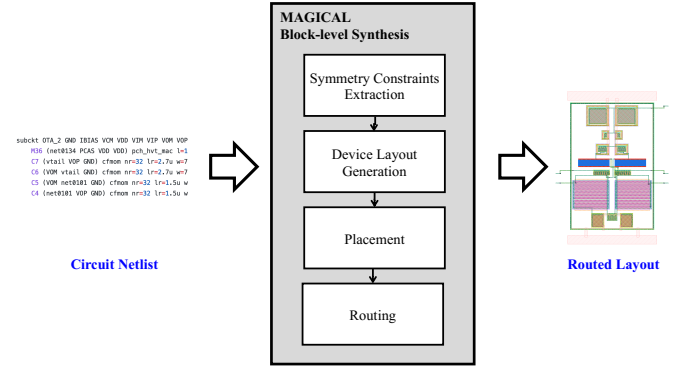 MAGICAL
Block-level Synthesis
Symmetry Constraints
Extraction
subckt OTA_2 GND IBIAS VCM VDD VIM VIP VOM VOP
M36 (net0134 PCAS VDD VDD) pch_hvt_mac l=1
C7 (vtail VOP GND) cfmom nr=32 lr=2.7u w=7
C6 (VOM vtail GND) cfmom nr=32 lr=2.7u w=7
C5 (VOM net0101 GND) cfmom nr=32 lr=1.5u w
C4 (net0101 VOP GND) cfmom nr=32 lr=1.5u w
Device Layout
Generation
Placement
Circuit Netlist
Routed Layout
Routing